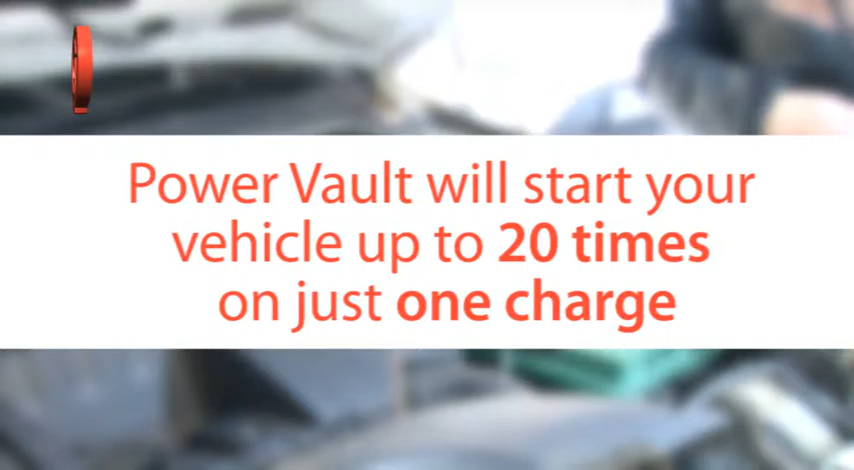 Power Vault will start your
vehicle up to 20 times
on just one charge